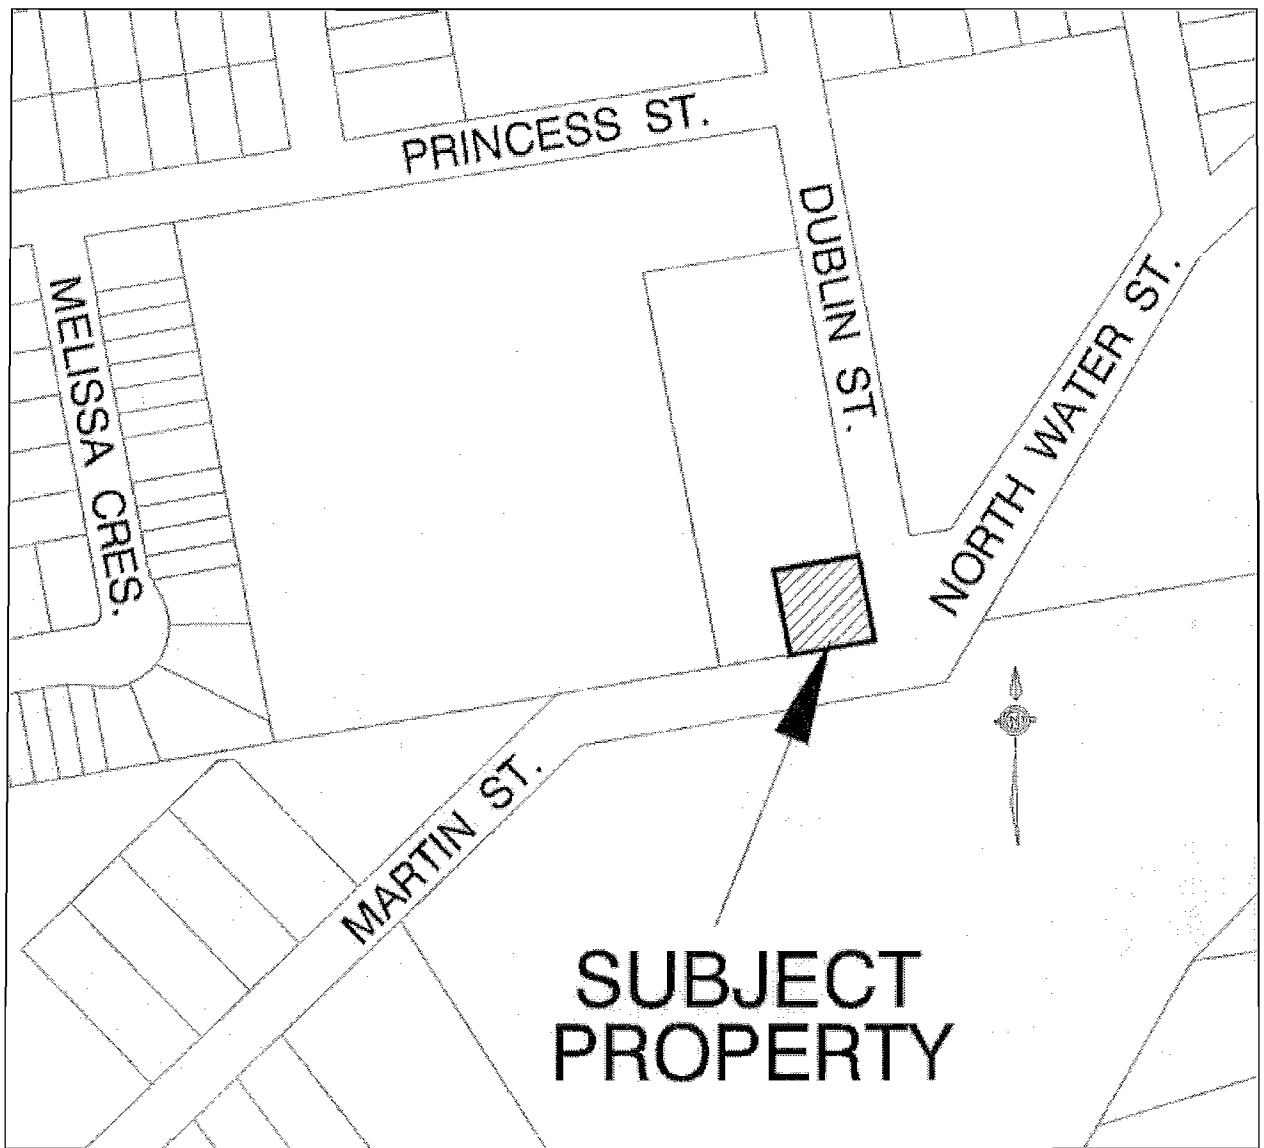 PRINCESS ST.
DUBLIN ST.
MELISSA CRES.
NORTH WATER ST.
N
MARTIN ST.
SUBJECT
PROPERTY